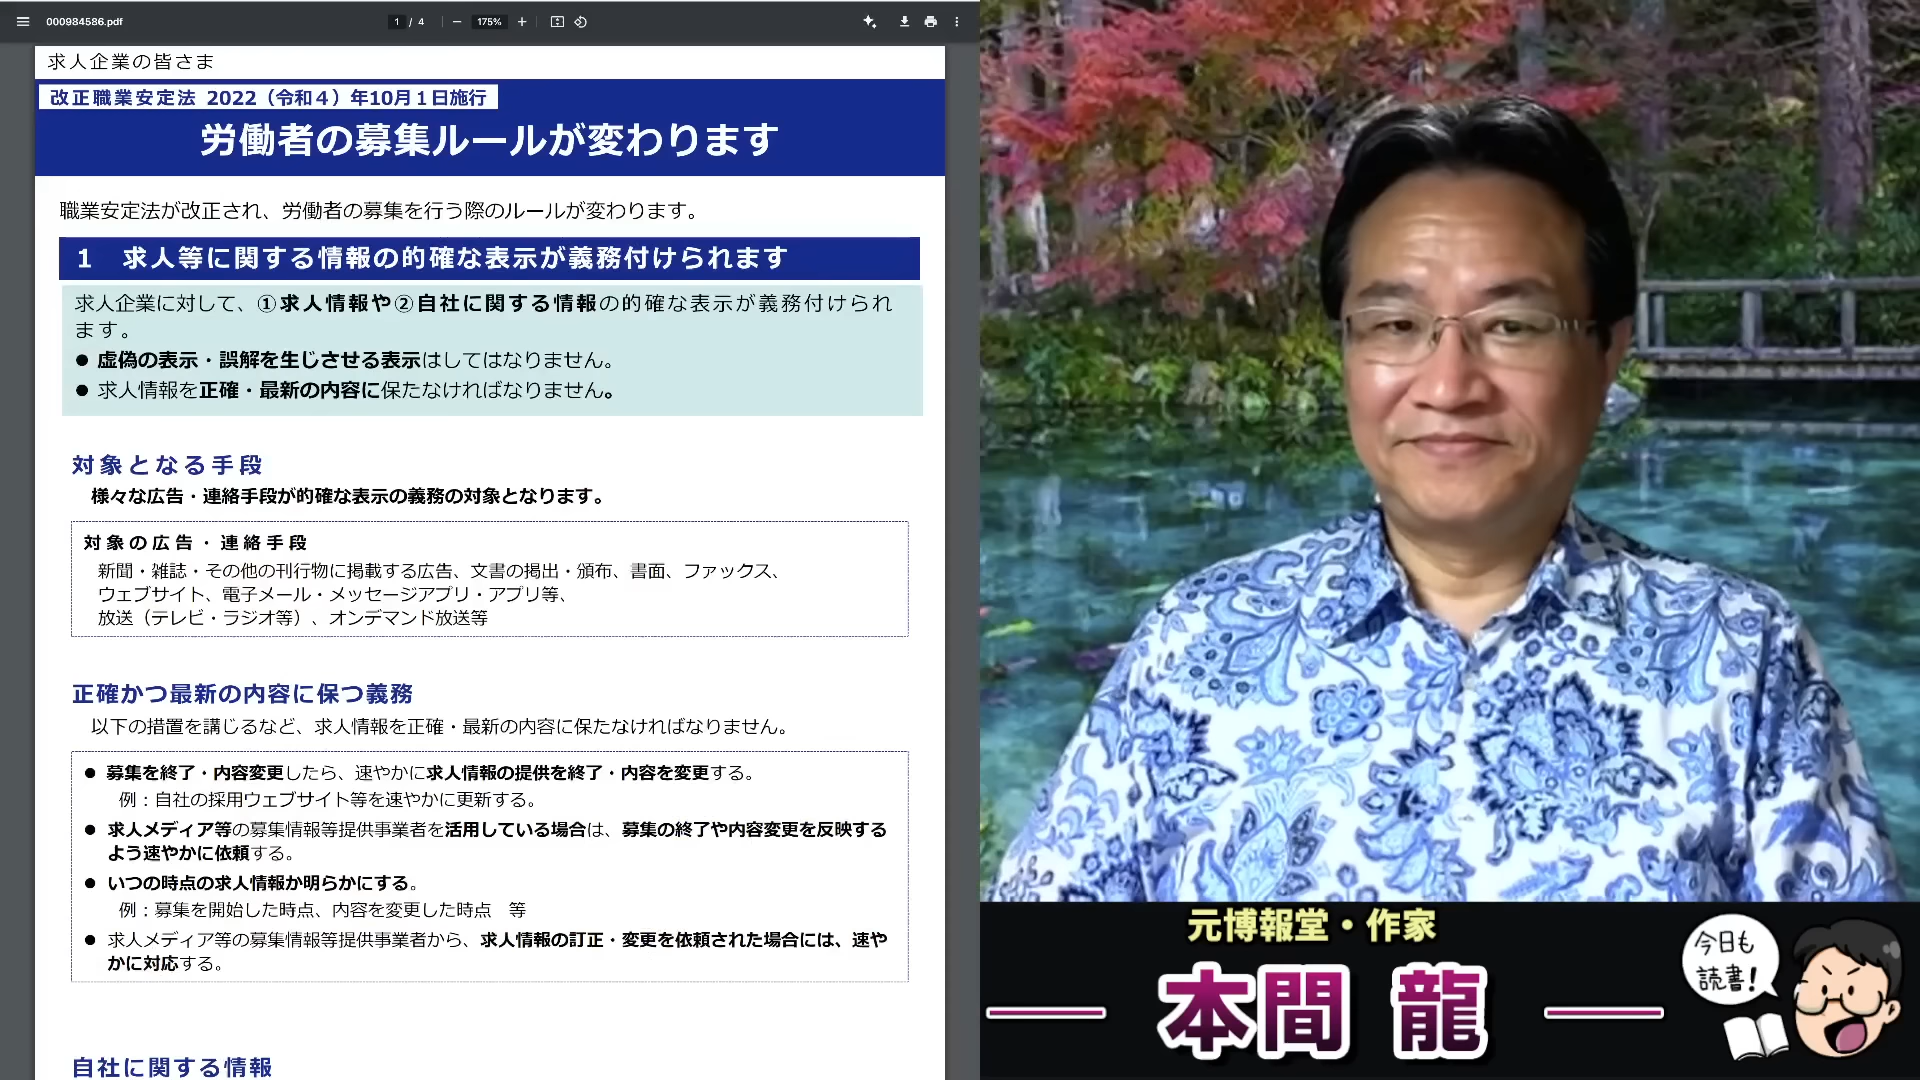 000984586.pdf
1 / 4
175%
求人企業の皆さま
改正職業安定法 2022（令和４）年10月１日施行
労働者の募集ルールが変わります
職業安定法が改正され、労働者の募集を行う際のルールが変わります。
１　求人等に関する情報の的確な表示が義務付けられます
求人企業に対して、①求人情報や②自社に関する情報の的確な表示が義務付けられ
ます。
● 虚偽の表示・誤解を生じさせる表示はしてはなりません。
● 求人情報を正確・最新の内容に保たなければなりません。
対象となる手段
様々な広告・連絡手段が的確な表示の義務の対象となります。
対象の広告・連絡手段
新聞・雑誌・その他の刊行物に掲載する広告、文書の掲出・頒布、書面、ファックス、
ウェブサイト、電子メール・メッセージアプリ・アプリ等、
放送（テレビ・ラジオ等）、オンデマンド放送等
正確かつ最新の内容に保つ義務
以下の措置を講じるなど、求人情報を正確・最新の内容に保たなければなりません。
● 募集を終了・内容変更したら、速やかに求人情報の提供を終了・内容を変更する。
例：自社の採用ウェブサイト等を速やかに更新する。
● 求人メディア等の募集情報等提供事業者を活用している場合は、募集の終了や内容変更を反映する
よう速やかに依頼する。
● いつの時点の求人情報か明らかにする。
例：募集を開始した時点、内容を変更した時点　等
● 求人メディア等の募集情報等提供事業者から、求人情報の訂正・変更を依頼された場合には、速や
かに対応する。
自社に関する情報
元博報堂・作家
本間 龍
今日も
読書！